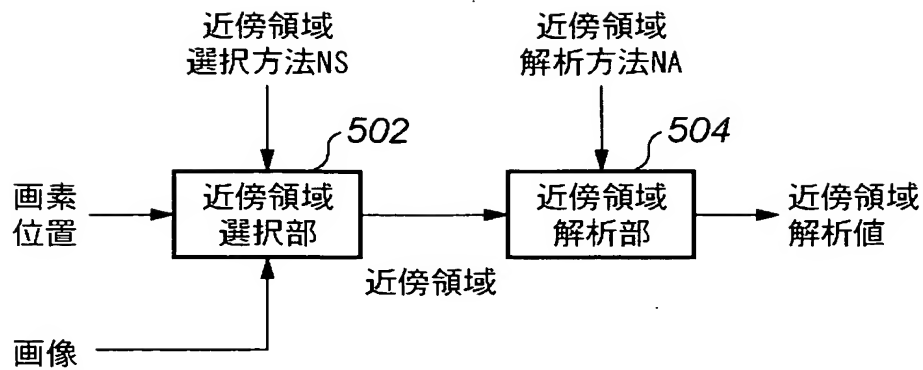 近傍領域
選択方法NS
近傍領域
解析方法NA
502
504
画素
位置
近傍領域
選択部
近傍領域
解析部
近傍領域
解析値
近傍領域
画像